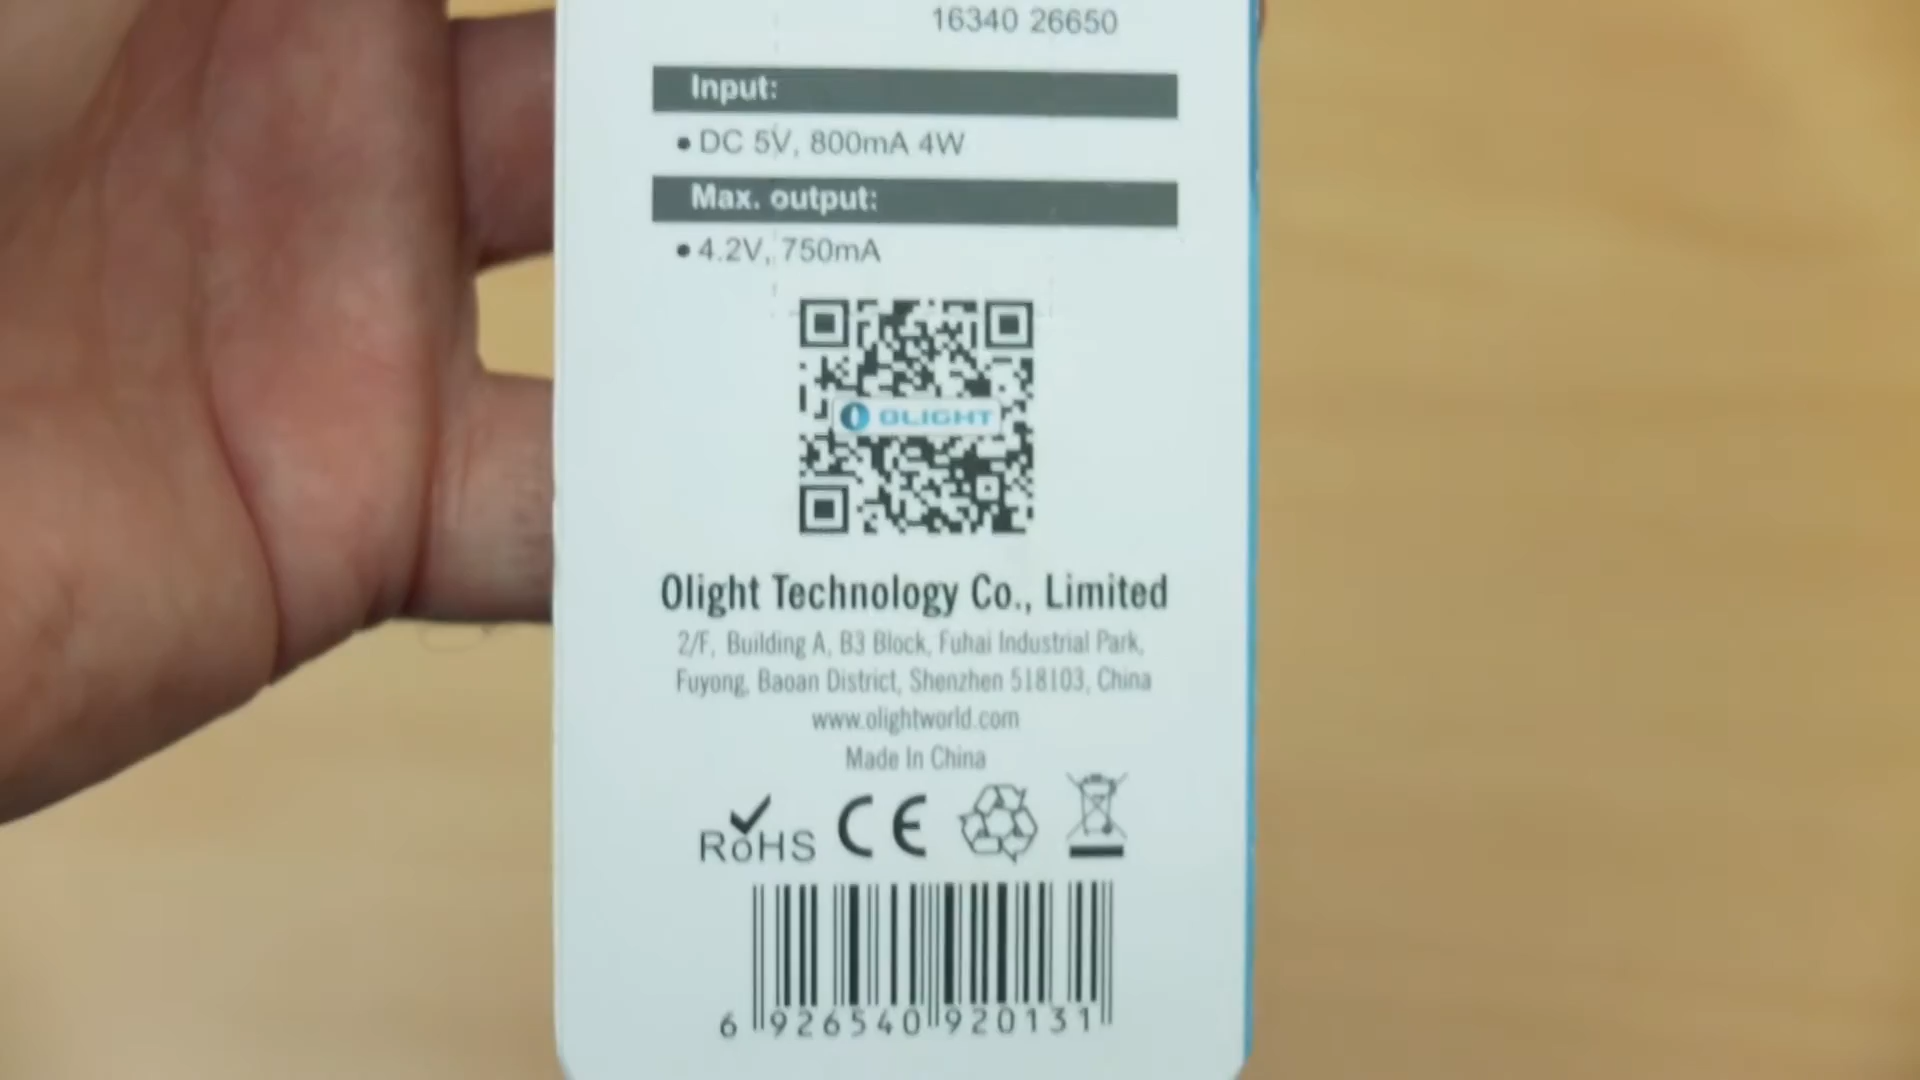 16340 26650
Input:
• DC 5V, 800mA 4W
Max. output:
• 4.2V, 750mA
OLIGHT
Olight Technology Co., Limited
2/F, Building A, B3 Block, Fuhai Industrial Park,
Fuyong, Baoan District, Shenzhen 518103, China
www.olightworld.com
Made In China
RoHS CE
6 926540 920131